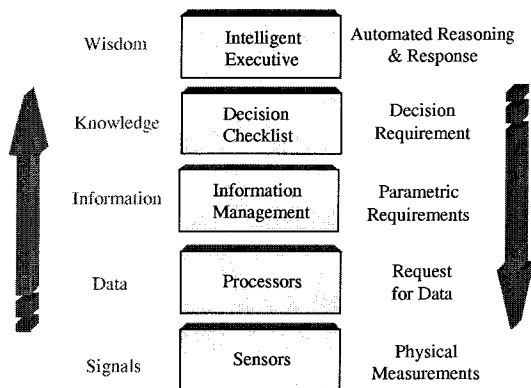 Wisdom
Intelligent
Executive
Automated Reasoning
& Response
Knowledge
Decision
Checklist
Decision
Requirement
Information
Information
Management
Parametric
Requirements
Data
Processors
Request
for Data
Signals
Sensors
Physical
Measurements